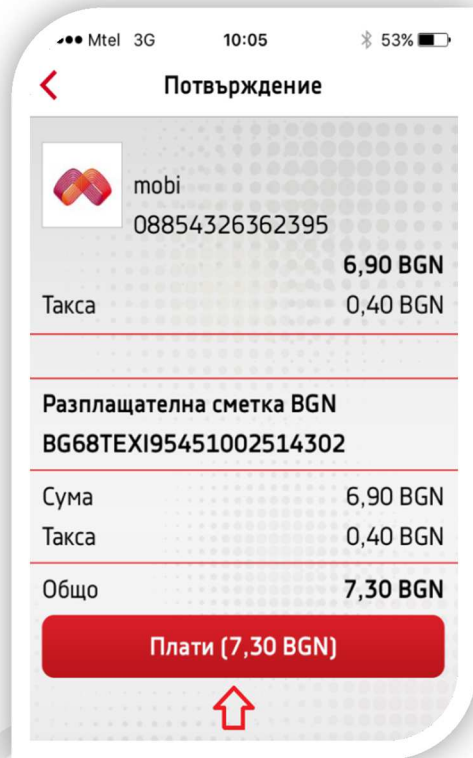 Mtel 3G 10:05 53%
Потвърждение
mobi
08854326362395
6,90 BGN
Такса 0,40 BGN
Разплащателна сметка BGN
BG68TEXI95451002514302
Сума 6,90 BGN
Такса 0,40 BGN
Общо 7,30 BGN
Плати (7,30 BGN)